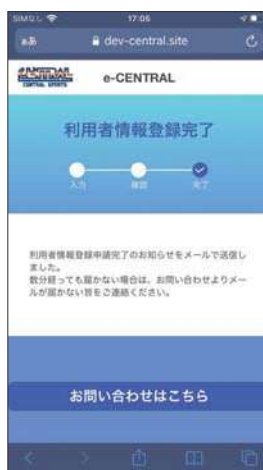 SIMなし 17:05
ああ dev-central.site
CENTRAL SPORTS e-CENTRAL
利用者情報登録完了
入力 確認 完了
利用者情報登録申請完了のお知らせをメールで送信し
ました。
数分経っても届かない場合は、お問い合わせよりメー
ルが届かない旨をご連絡ください。
お問い合わせはこちら